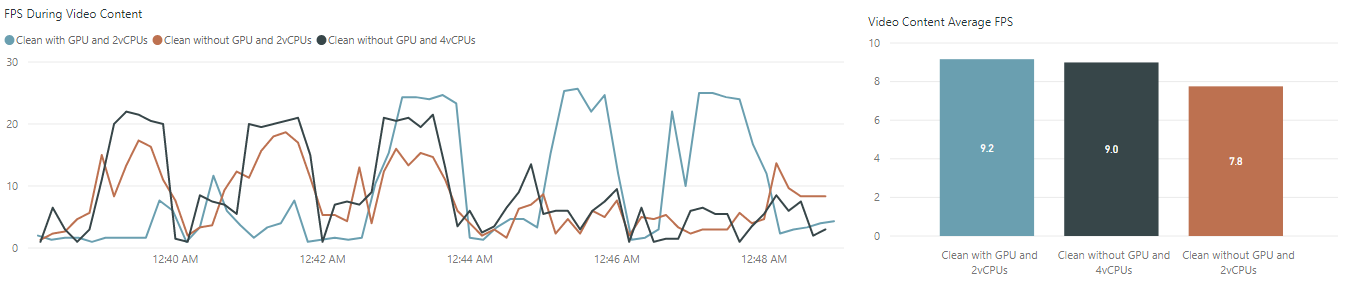 FPS During Video Content
Clean with GPU and 2vCPUs Clean without GPU and 2vCPUs Clean without GPU and 4vCPUs
30
20
10
0
12:40 AM 12:42 AM 12:44 AM 12:46 AM 12:48 AM
Video Content Average FPS
10
8
6
4
2
0
9.2 9.0 7.8
Clean with GPU and Clean without GPU and Clean without GPU and
2vCPUs 4vCPUs 2vCPUs